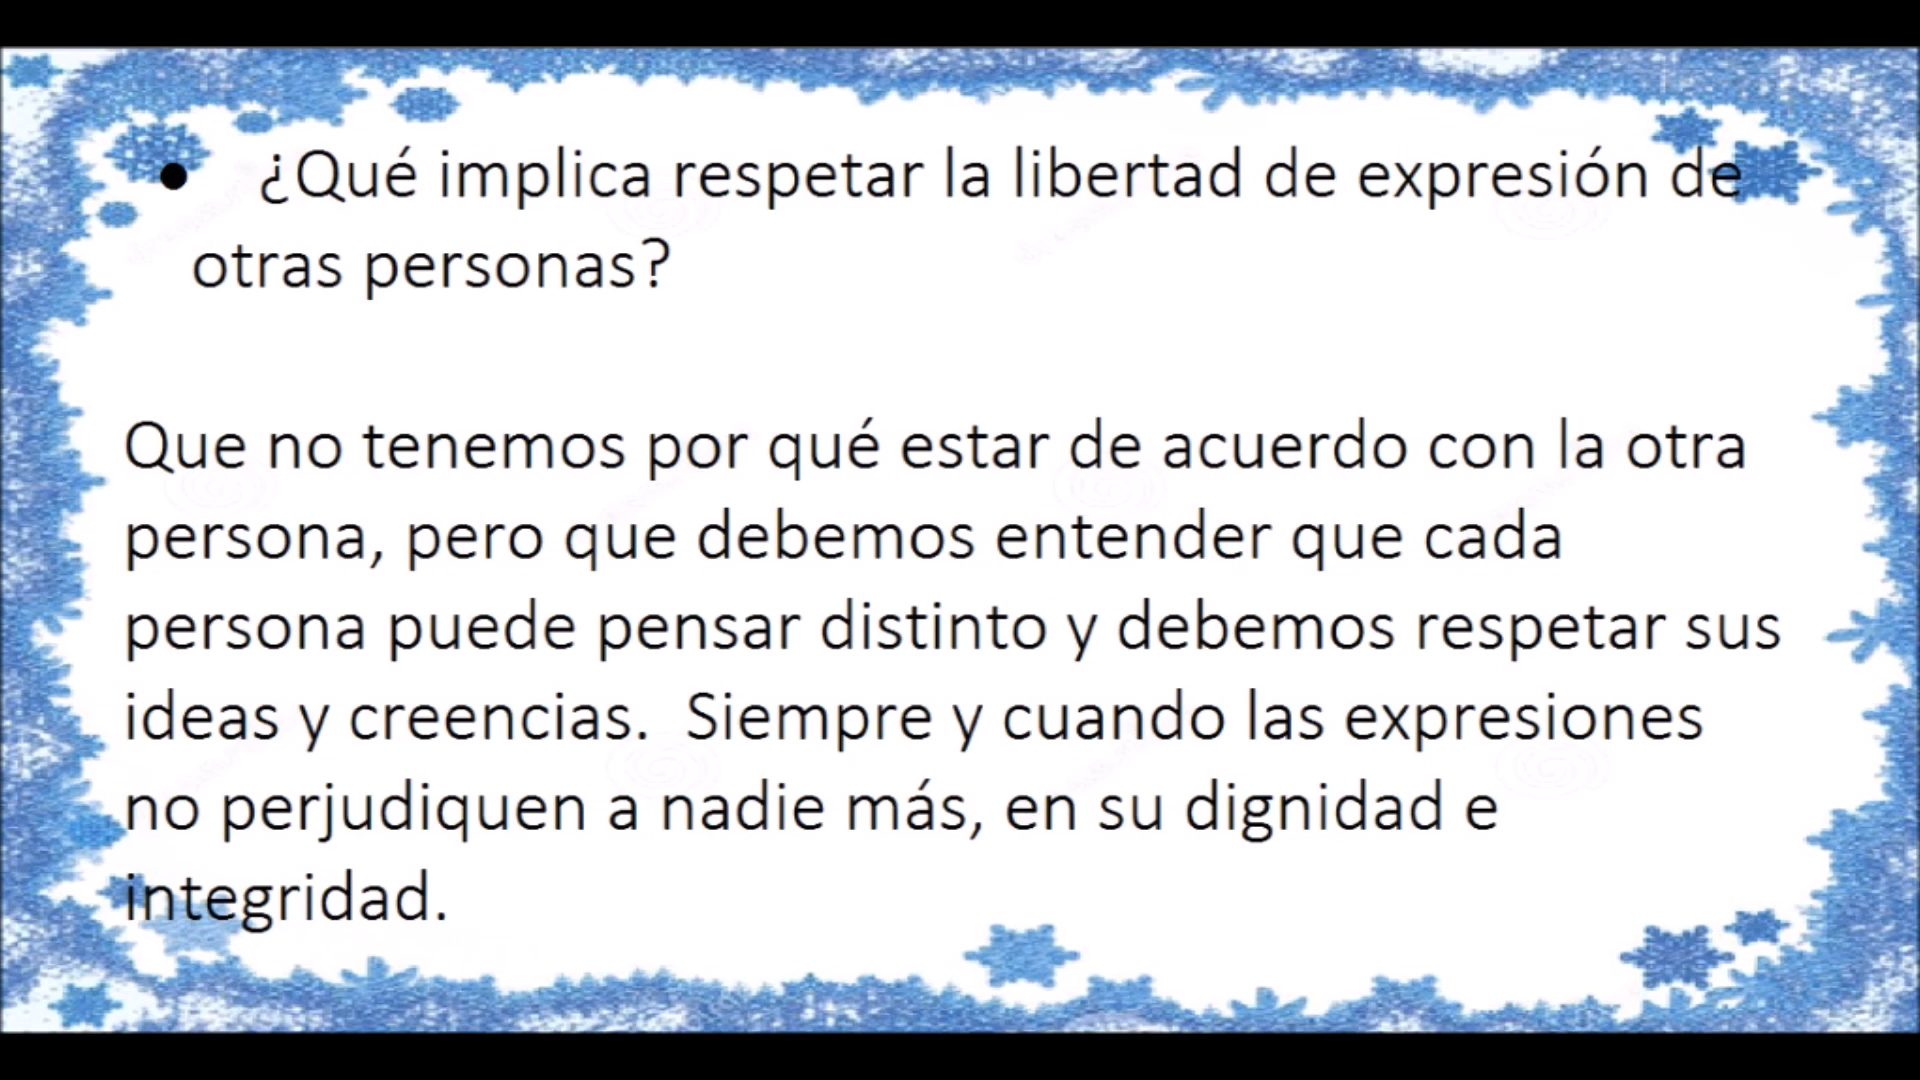 • ¿Qué implica respetar la libertad de expresión de
otras personas?
Que no tenemos por qué estar de acuerdo con la otra
persona, pero que debemos entender que cada
persona puede pensar distinto y debemos respetar sus
ideas y creencias.  Siempre y cuando las expresiones
no perjudiquen a nadie más, en su dignidad e
integridad.